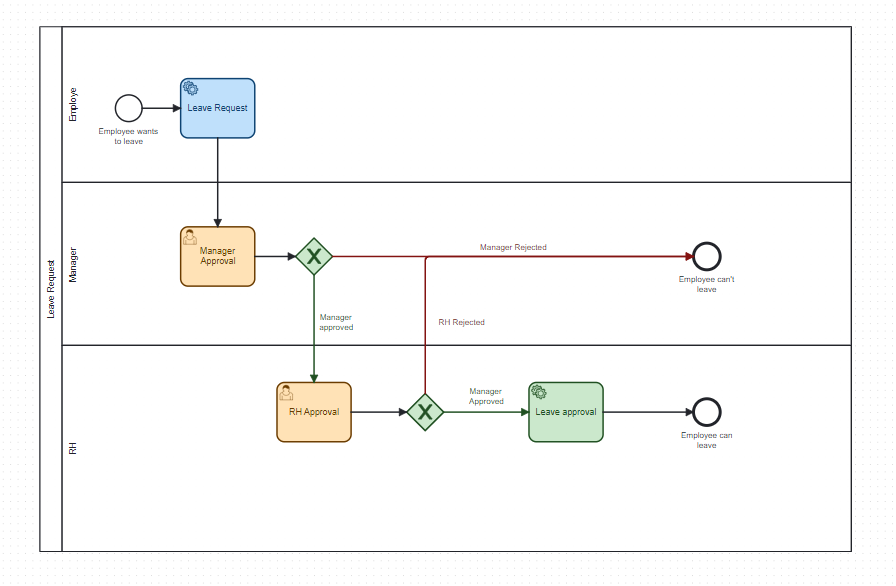 Leave Request
Employe
Employee wants
to leave
Leave Request
Manager
Manager
Approval
X
Manager Rejected
Employee can't
leave
Manager
approved
RH Rejected
RH
RH Approval
X
Manager
Approved
Leave approval
Employee can
leave